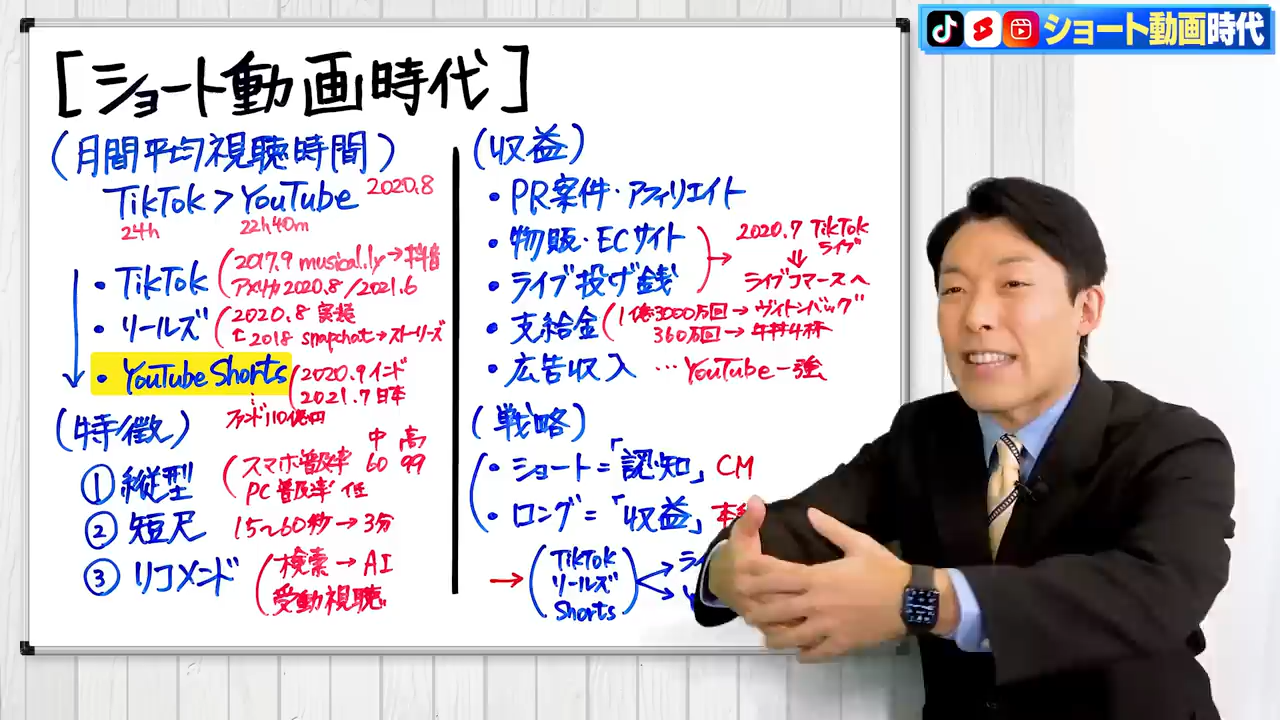 ショート動画時代
[ショート動画時代]
(月間平均視聴時間)
TikTok>YouTube 2020.8
24h 22h40m
・TikTok (2017.9 musical.ly→抖音
アメリカ2020.8/2021.6
・リールズ (2020.8 実装
2018 snapchat→ストーリーズ
・YouTube Shorts (2020.9 インド
2021.7 日本
ファンド110億円
(特徴)
中 高
①縦型 (スマホ普及率 60 99
PC普及率 低
②短尺 15〜60秒→3分
③リコメンド (検索→AI
受動視聴
(収益)
・PR案件・アフィリエイト
・物販・ECサイト
・ライブ投げ銭
2020.7 TikTok
ライブ
⇓
ライブコマースへ
・支給金 (1億3000万回→ヴィトンバッグ
360万回→牛丼4杯
・広告収入 …YouTube一強
(戦略)
・ショート=「認知」CM
・ロング=「収益」本
→(TikTok
リールズ
Shorts)
ライ